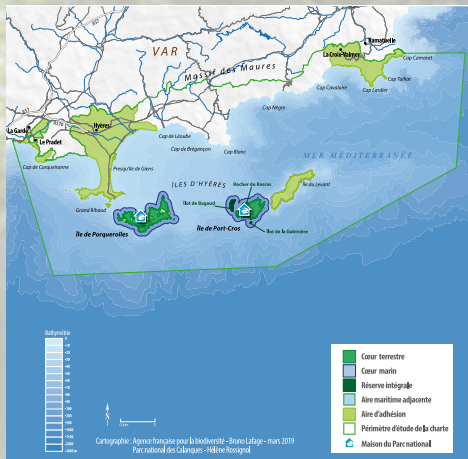 VAR
Massif des Maures
Ramatuelle
La Croix-Valmer
Cap Camarat
Cap Taillat
Cap Lardier
Cap Cavalaire
Cap Nègre
La Garde
Hyères
Le Pradet
Cap de Léoube
Cap de Brégançon
Cap Blanc
MER MÉDITERRANÉE
Cap de Carqueiranne
Presqu'île de Giens
ÎLES D'HYÈRES
Rocher du Rascas
Île du Levant
Îlot de Bagaud
Grand Ribaud
Île de Porquerolles
Île de Port-Cros
Îlot de la Gabinière
Bathymétrie
0
N
0 km
5
Cœur terrestre
Cœur marin
Réserve intégrale
Aire maritime adjacente
Aire d'adhésion
Périmètre d'étude de la charte
Maison du Parc national
Cartographie : Agence française pour la biodiversité - Bruno Lafage - mars 2019
Parc national des Calanques - Hélène Rossignol